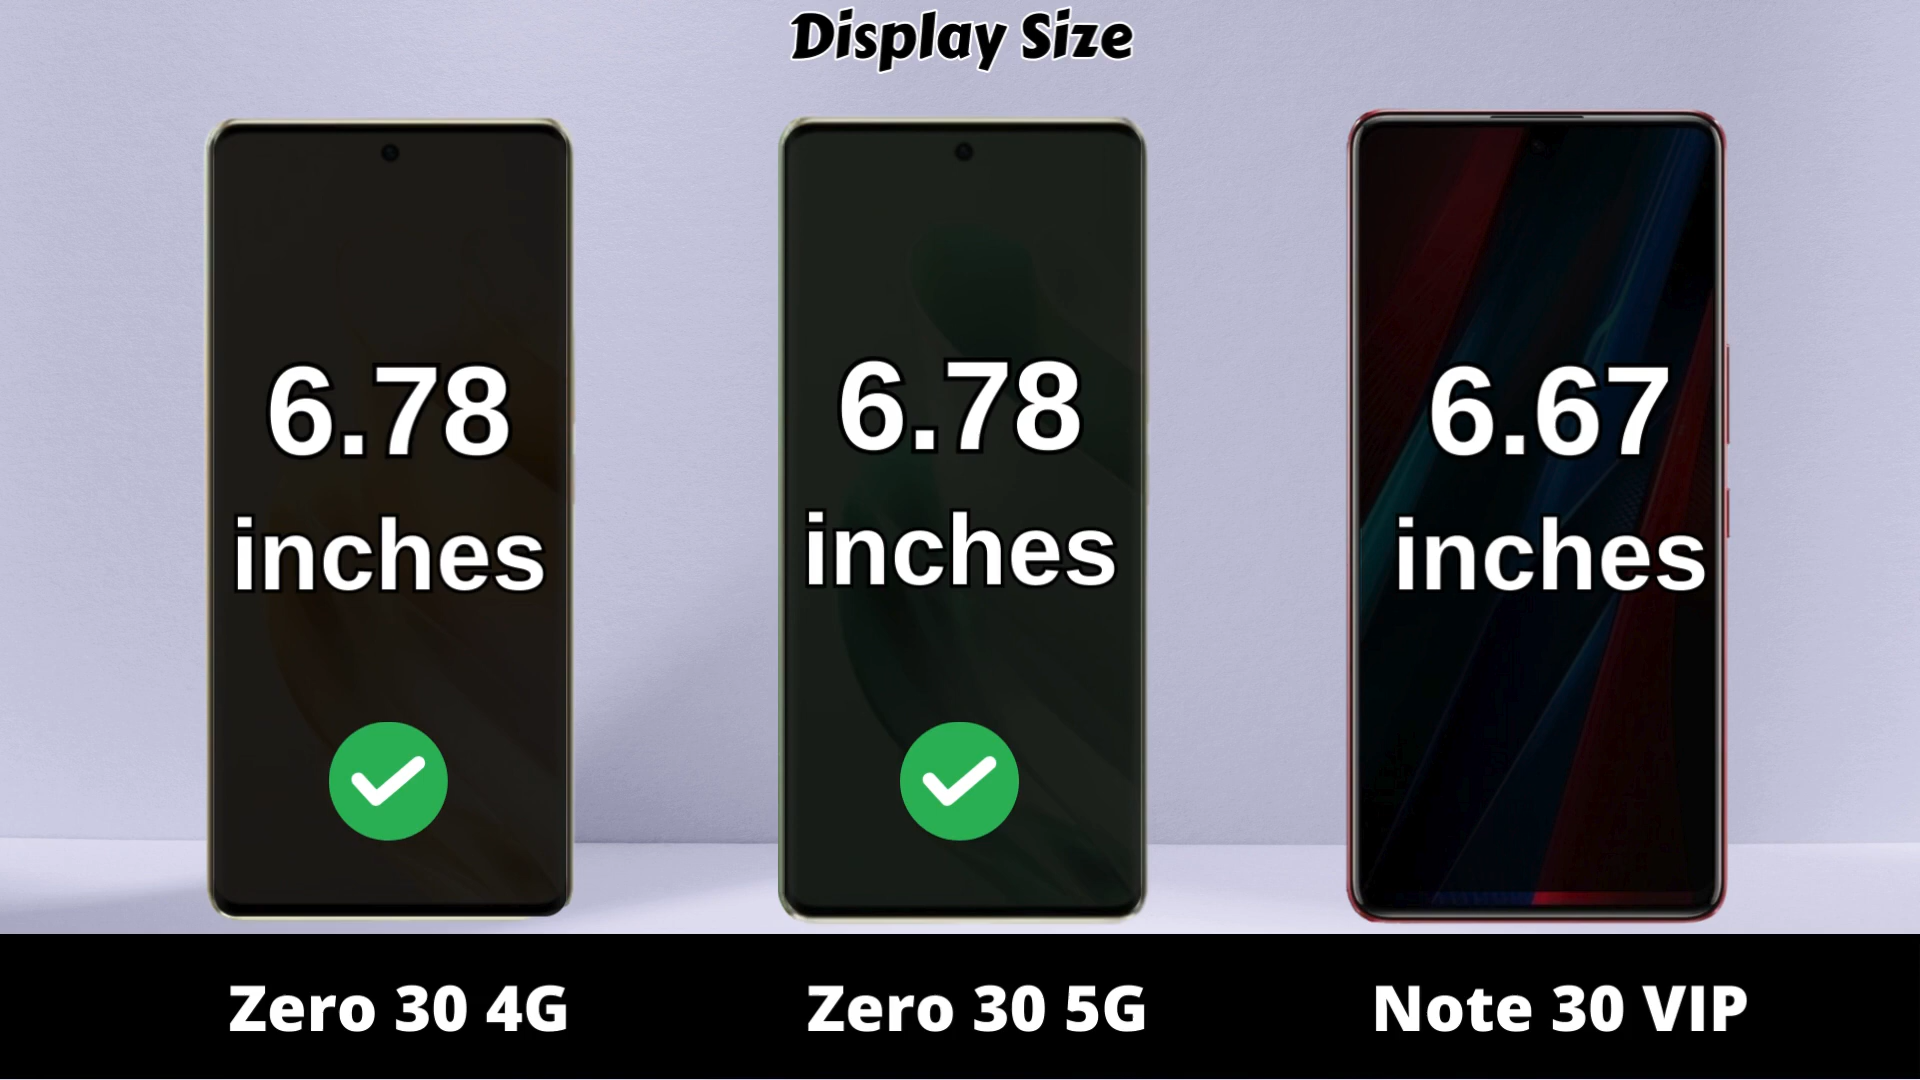 Display Size
6.78
inches
6.78
inches
6.67
inches
Zero 30 4G
Zero 30 5G
Note 30 VIP